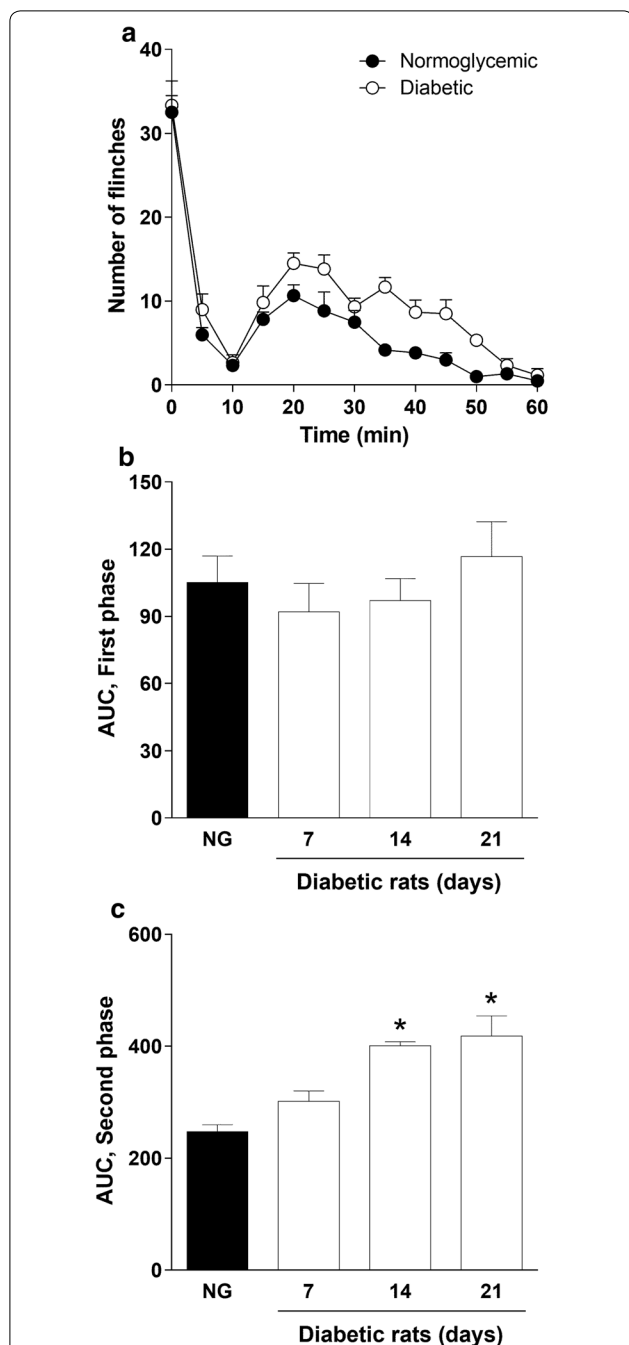 a
40
30
20
10
0
Number of flinches
Normoglycemic
Diabetic
0 10 20 30 40 50 60
Time (min)
b
150
120
90
60
30
0
AUC, First phase
NG 7 14 21
Diabetic rats (days)
c
600
400
200
0
AUC, Second phase
*
*
NG 7 14 21
Diabetic rats (days)